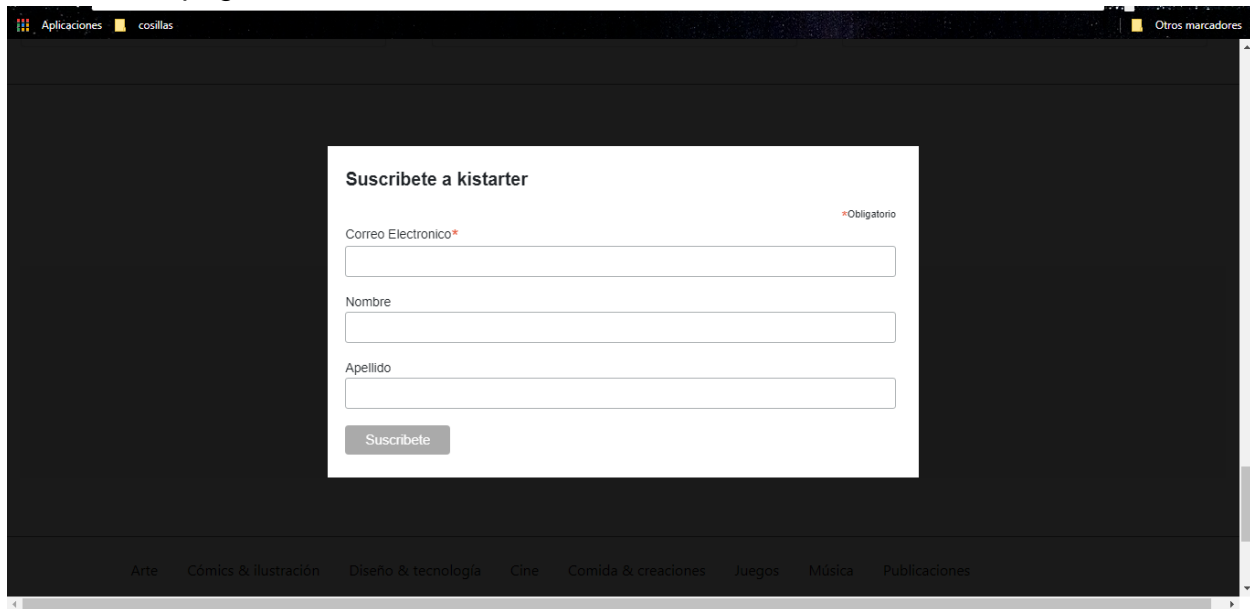 Aplicaciones cosillas Otros marcadores
Suscribete a kistarter
*Obligatorio
Correo Electronico*
Nombre
Apellido
Suscribete
Arte Cómics & ilustración Diseño & tecnología Cine Comida & creaciones Juegos Música Publicaciones